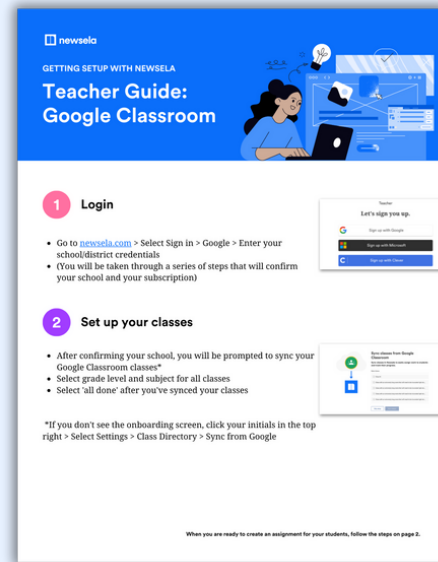 newsela
GETTING SETUP WITH NEWSELA
Teacher Guide:
Google Classroom
1 Login
• Go to newsela.com > Select Sign in > Google > Enter your
school/district credentials
• (You will be taken through a series of steps that will confirm
your school and your subscription)
Teacher
Let's sign you up.
Sign up with Google
Sign up with Microsoft
Sign up with Clever
2 Set up your classes
• After confirming your school, you will be prompted to sync your
Google Classroom classes*
• Select grade level and subject for all classes
• Select 'all done' after you've synced your classes
Sync classes from Google
Classroom
*If you don't see the onboarding screen, click your initials in the top
right > Select Settings > Class Directory > Sync from Google
When you are ready to create an assignment for your students, follow the steps on page 2.